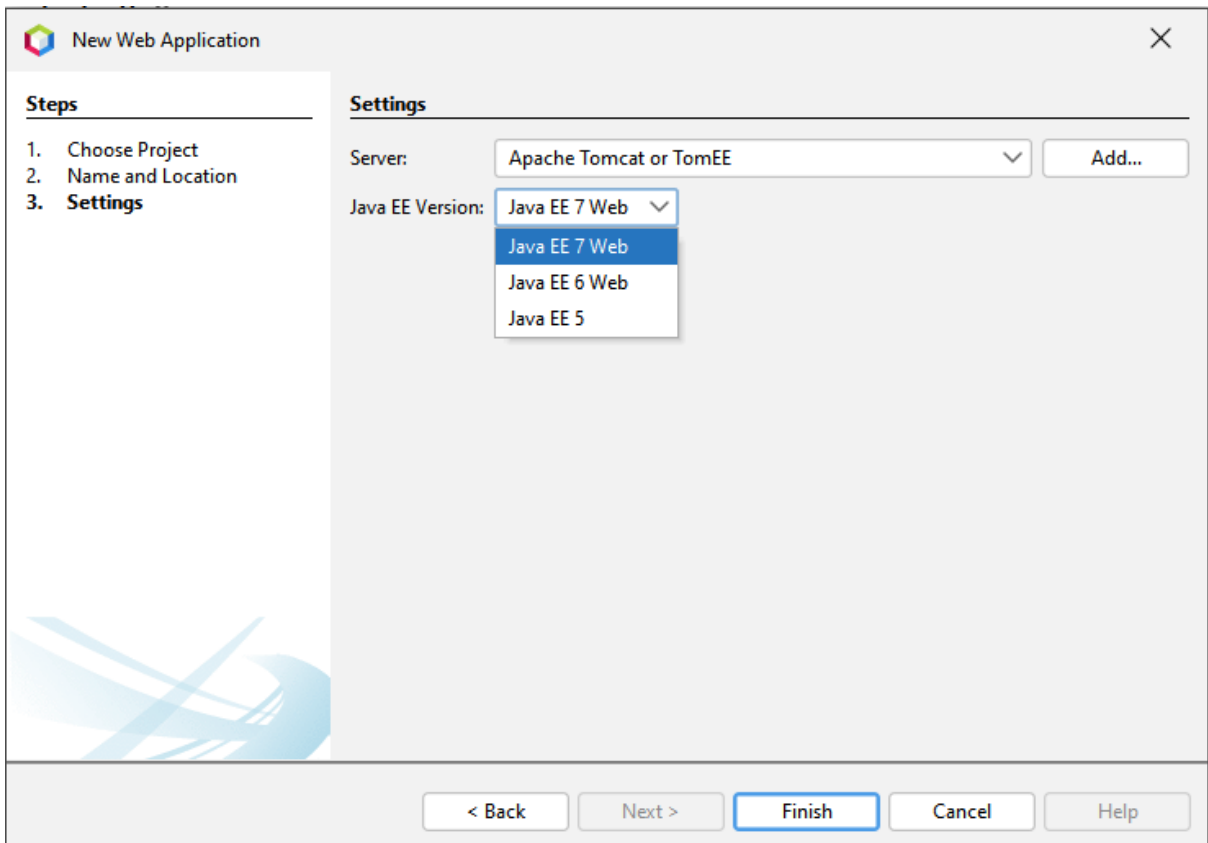 New Web Application
Steps
1. Choose Project
2. Name and Location
3. Settings
Settings
Server: Apache Tomcat or TomEE Add...
Java EE Version: Java EE 7 Web
Java EE 7 Web
Java EE 6 Web
Java EE 5
< Back Next > Finish Cancel Help